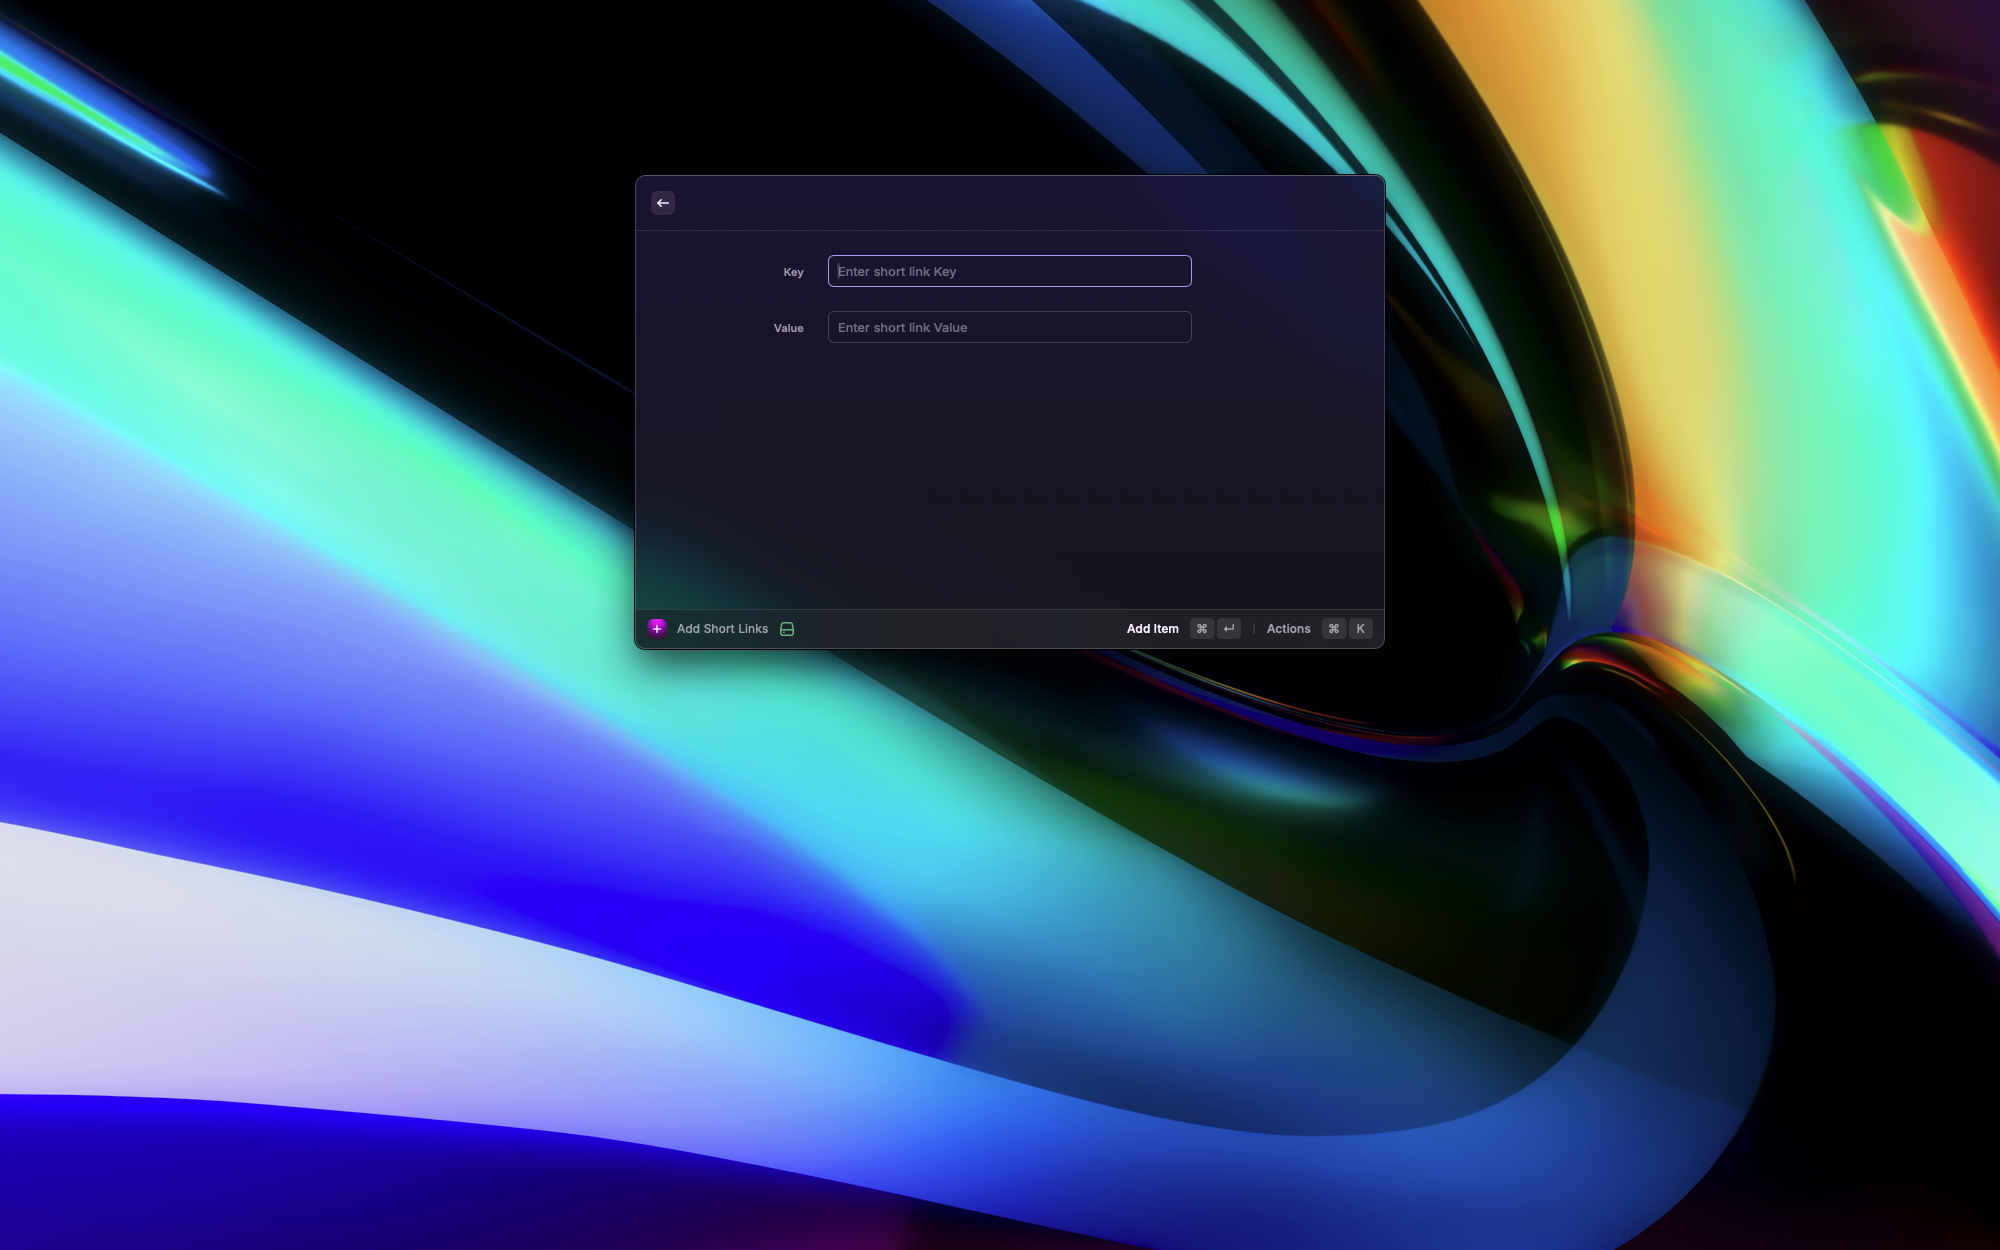 Key
Enter short link Key
Value
Enter short link Value
Add Short Links
Add Item ⌘ ↵ | Actions ⌘ K